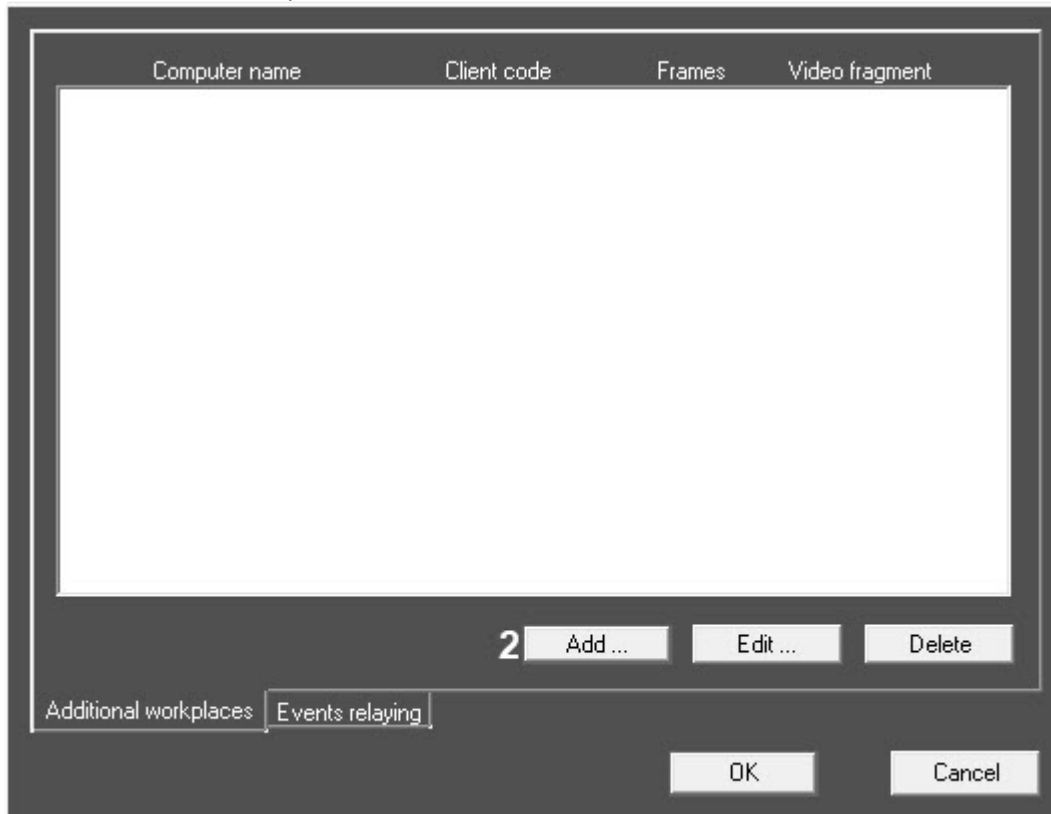 Computer name Client code Frames Video fragment
2 Add ... Edit ... Delete
Additional workplaces Events relaying
OK Cancel